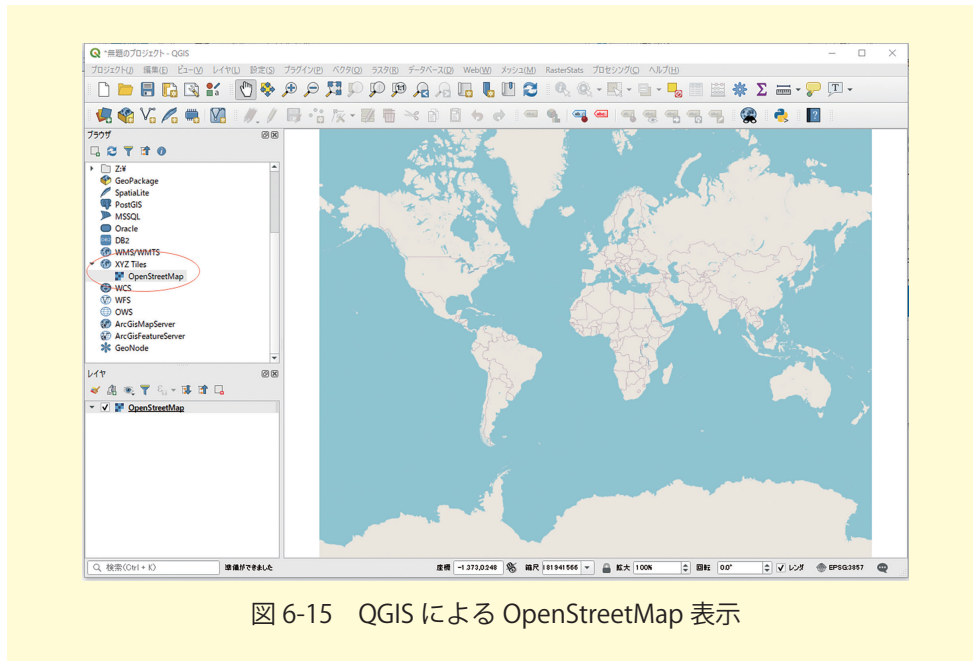 *無題のプロジェクト - QGIS
プロジェクト(J) 編集(E) ビュー(V) レイヤ(L) 設定(S) プラグイン(P) ベクタ(O) ラスタ(R) データベース(D) Web(W) メッシュ(M) RasterStats プロセシング(C) ヘルプ(H)
ブラウザ
Z:¥
GeoPackage
SpatiaLite
PostGIS
MSSQL
Oracle
DB2
WMS/WMTS
XYZ Tiles
OpenStreetMap
WCS
WFS
OWS
ArcGisMapServer
ArcGisFeatureServer
GeoNode
レイヤ
OpenStreetMap
検索(Ctrl + K) 準備ができました 座標 -1.373,0.248 縮尺 181941566 拡大 100% 回転 0.0° レンダ EPSG:3857
図 6-15 QGIS による OpenStreetMap 表示